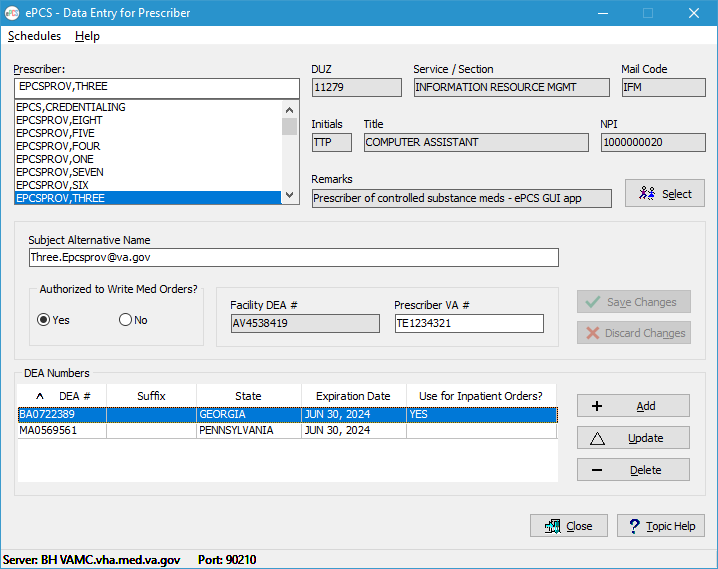 ePCS - Data Entry for Prescriber
Schedules Help
Prescriber:
EPCSPROV,THREE
EPCS,CREDENTIALING
EPCSPROV,EIGHT
EPCSPROV,FIVE
EPCSPROV,FOUR
EPCSPROV,ONE
EPCSPROV,SEVEN
EPCSPROV,SIX
EPCSPROV,THREE
DUZ Service / Section Mail Code
11279 INFORMATION RESOURCE MGMT IFM
Initials Title NPI
TTP COMPUTER ASSISTANT 1000000020
Remarks
Prescriber of controlled substance meds - ePCS GUI app
Select
Subject Alternative Name
Three.Epcsprov@va.gov
Authorized to Write Med Orders?
Yes No
Facility DEA # Prescriber VA #
AV4538419 TE1234321
Save Changes
Discard Changes
DEA Numbers
DEA # Suffix State Expiration Date Use for Inpatient Orders?
BA0722389 GEORGIA JUN 30, 2024 YES
MA0569561 PENNSYLVANIA JUN 30, 2024
Add
Update
Delete
Close Topic Help
Server: BH VAMC.vha.med.va.gov Port: 90210